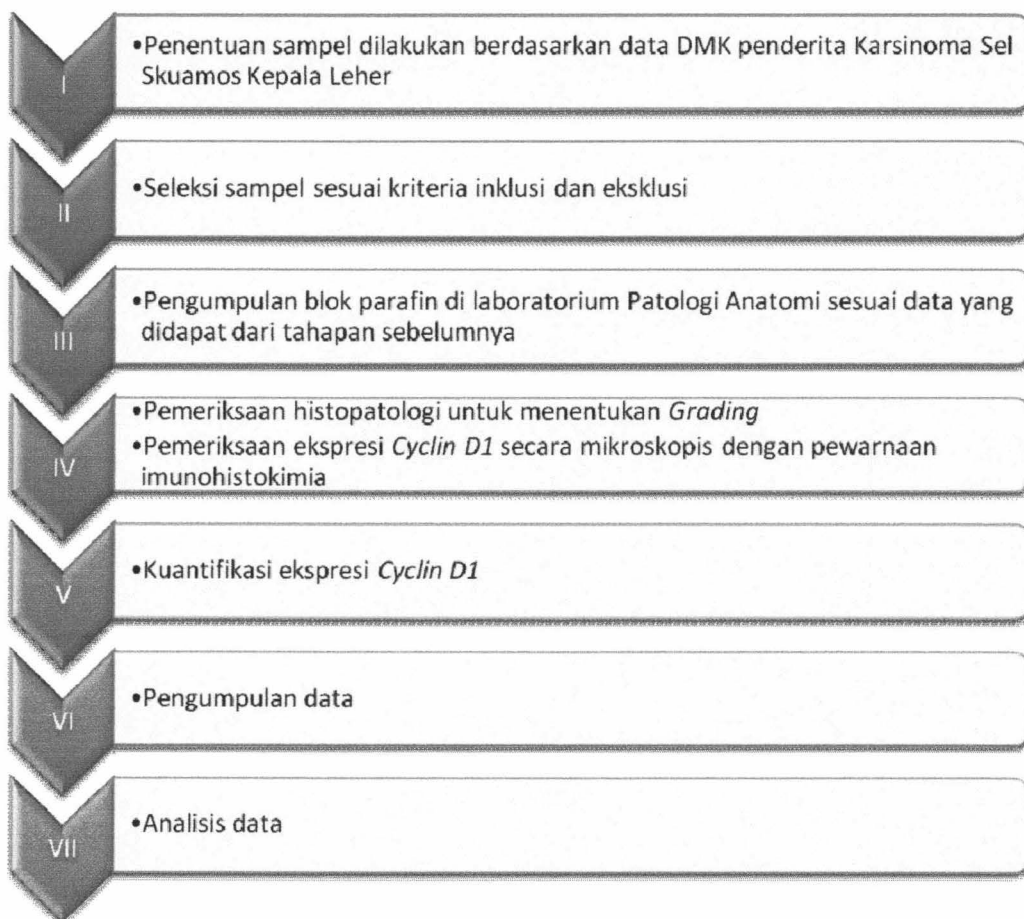 I
•Penentuan sampel dilakukan berdasarkan data DMK penderita Karsinoma Sel
Skuamos Kepala Leher
II
•Seleksi sampel sesuai kriteria inklusi dan eksklusi
III
•Pengumpulan blok parafin di laboratorium Patologi Anatomi sesuai data yang
didapat dari tahapan sebelumnya
IV
•Pemeriksaan histopatologi untuk menentukan Grading
•Pemeriksaan ekspresi Cyclin D1 secara mikroskopis dengan pewarnaan
imunohistokimia
V
•Kuantifikasi ekspresi Cyclin D1
VI
•Pengumpulan data
VII
•Analisis data